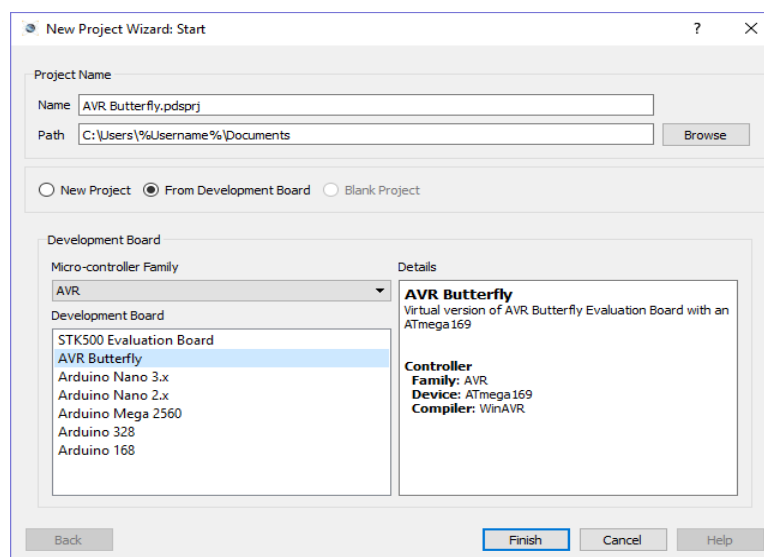 New Project Wizard: Start
Project Name
Name AVR Butterfly.pdsprj
Path C:\Users\%Username%\Documents Browse
New Project From Development Board Blank Project
Development Board
Micro-controller Family
AVR
Development Board
STK500 Evaluation Board
AVR Butterfly
Arduino Nano 3.x
Arduino Nano 2.x
Arduino Mega 2560
Arduino 328
Arduino 168
Details
AVR Butterfly
Virtual version of AVR Butterfly Evaluation Board with an
ATmega169
Controller
Family: AVR
Device: ATmega169
Compiler: WinAVR
Back Finish Cancel Help